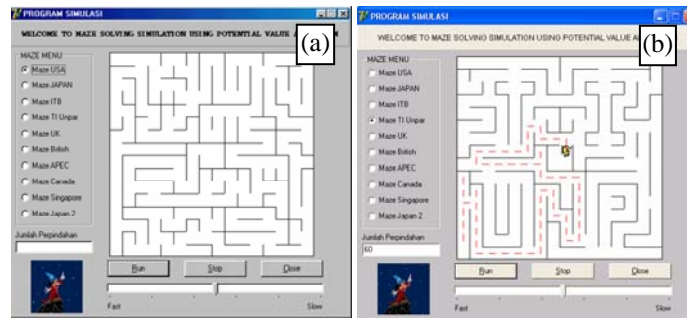 PROGRAM SIMULASI
WELCOME TO MAZE SOLVING SIMULATION USING POTENTIAL VALUE
(a)
MAZE MENU
Maze USA
Maze JAPAN
Maze ITB
Maze TI Unpar
Maze UK
Maze British
Maze APEC
Maze Canada
Maze Singapore
Maze Japan 2
Jumlah Perpindahan
Run
Stop
Close
Fast
Slow
PROGRAM SIMULASI
WELCOME TO MAZE SOLVING SIMULATION USING POTENTIAL VALUE
(b)
MAZE MENU
Maze USA
Maze JAPAN
Maze ITB
Maze TI Unpar
Maze UK
Maze British
Maze APEC
Maze Canada
Maze Singapore
Maze Japan 2
Jumlah Perpindahan
60
Run
Stop
Close
Fast
Slow